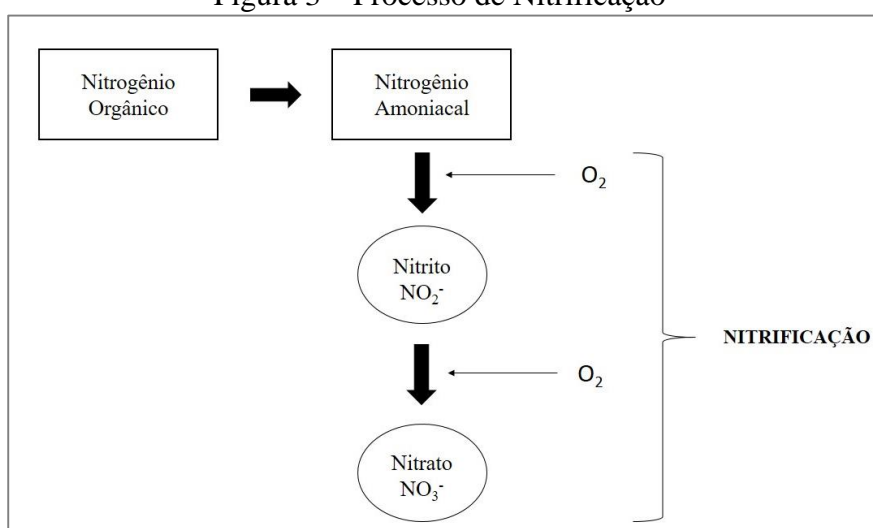 Figura 3 – Processo de Nitrificação
Nitrogênio
Orgânico
Nitrogênio
Amoniacal
O₂
Nitrito
NO₂⁻
NITRIFICAÇÃO
O₂
Nitrato
NO₃⁻